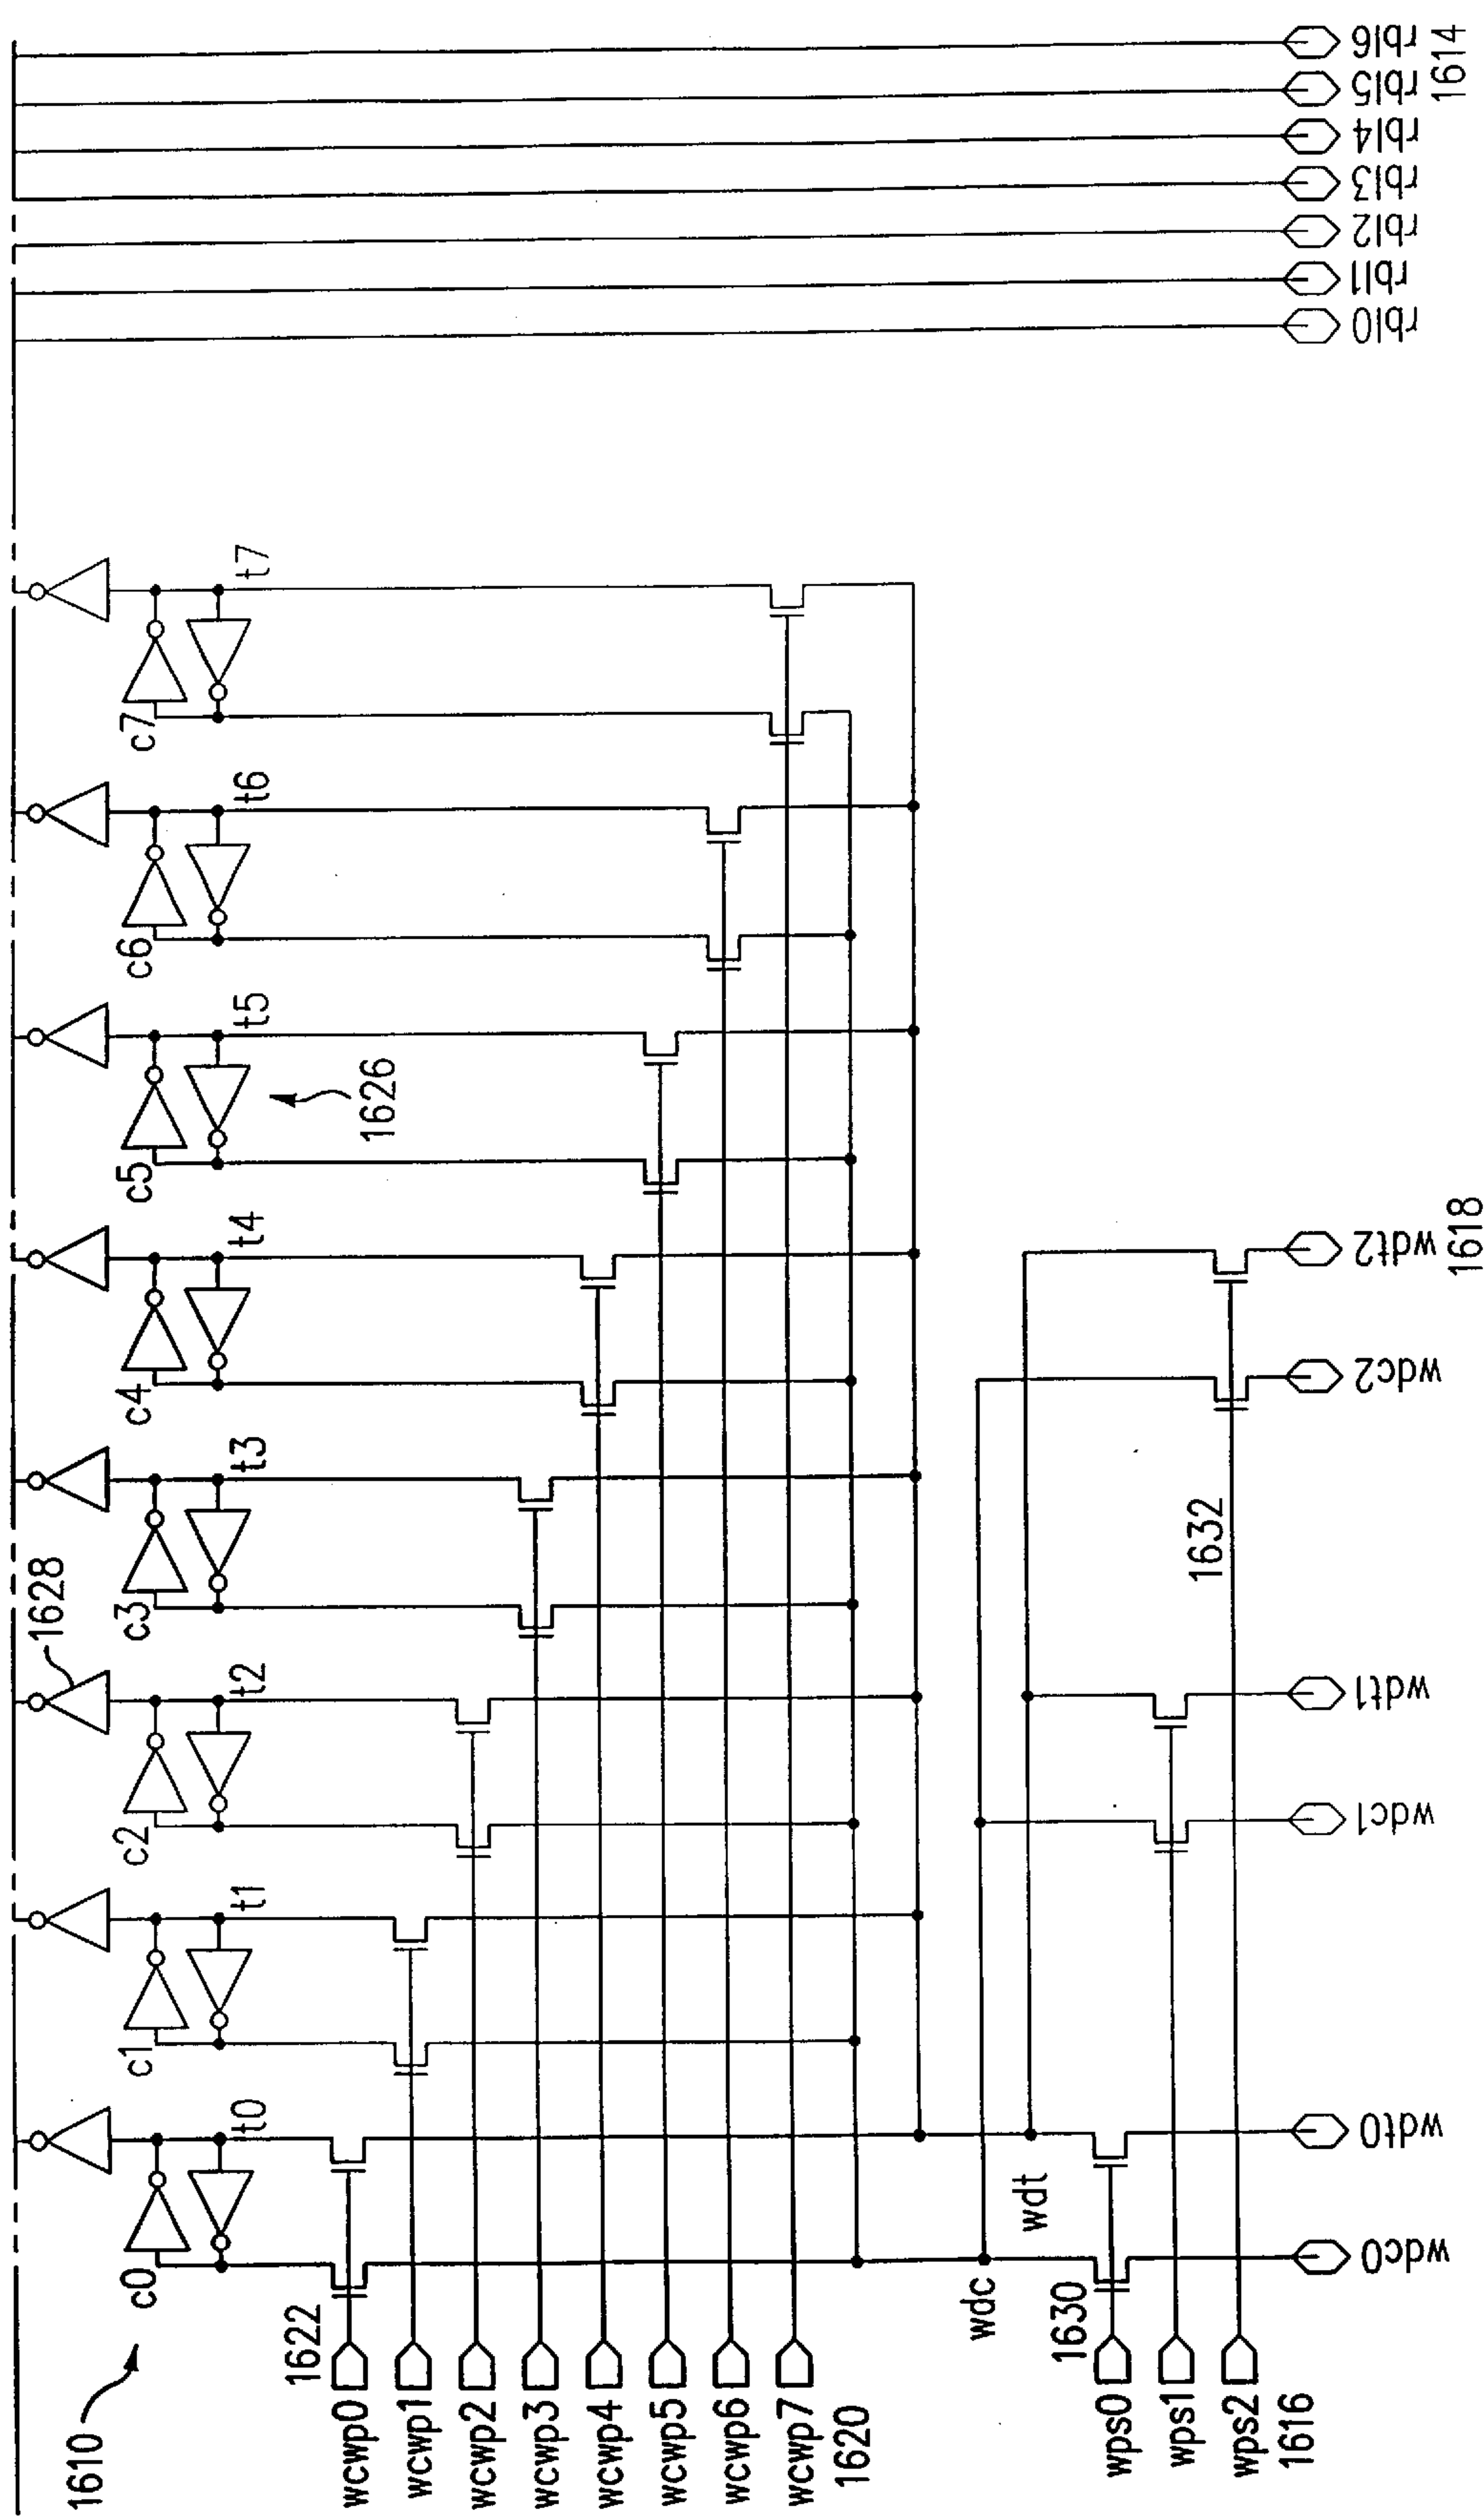 1610
c0
t0
c1
t1
c2
t2
1628
c3
t3
c4
t4
c5
t5
1626
c6
t6
c7
t7
1622
wcwp0
wcwp1
wcwp2
wcwp3
wcwp4
wcwp5
wcwp6
wcwp7
1620
wdc
wdt
1630
wps0
wps1
wps2
1616
1632
wdc0
wdt0
wdc1
wdt1
wdc2
wdt2
1618
rbl0
rbl1
rbl2
rbl3
rbl4
rbl5
rbl6
1614